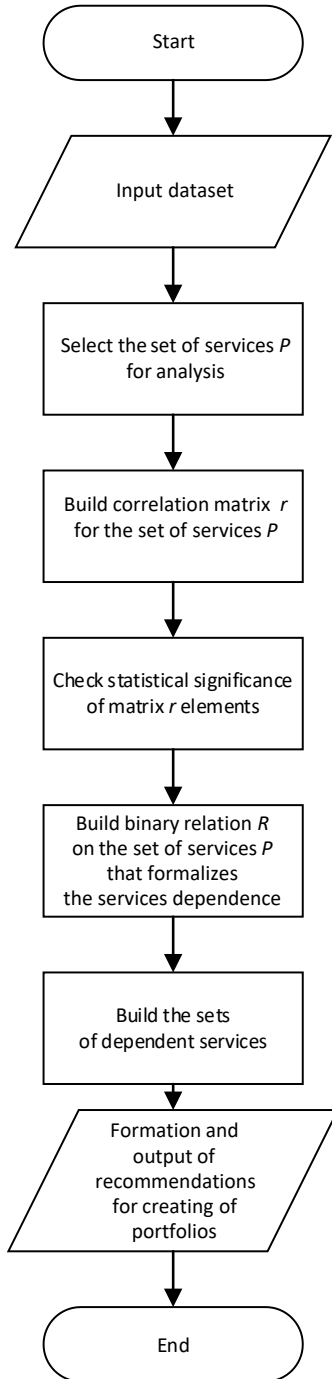 Start
Input dataset
Select the set of services P
for analysis
Build correlation matrix r
for the set of services P
Check statistical significance
of matrix r elements
Build binary relation R
on the set of services P
that formalizes
the services dependence
Build the sets
of dependent services
Formation and
output of
recommendations
for creating of
portfolios
End